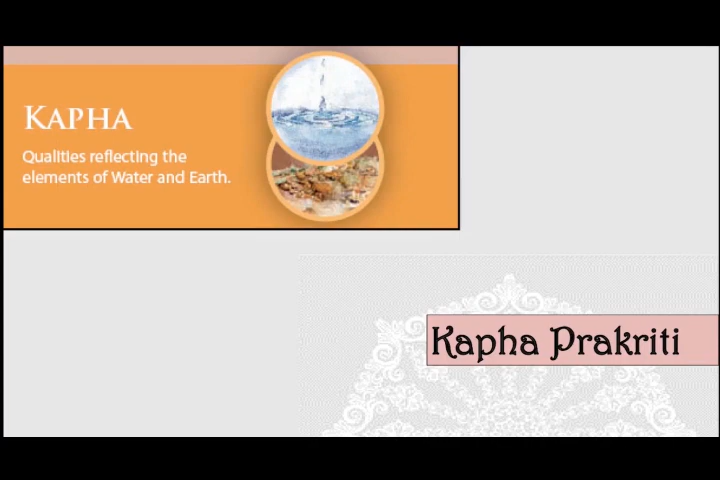 Kapha
Qualities reflecting the
elements of Water and Earth.
Kapha Prakriti